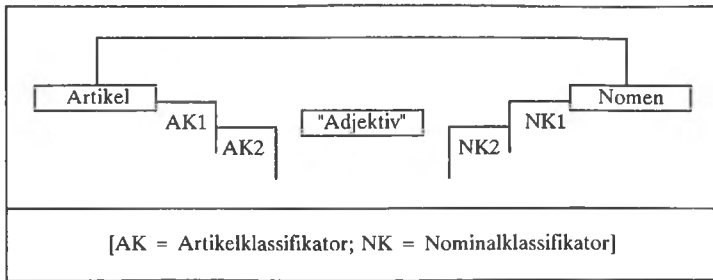 Artikel Nomen
AK1 "Adjektiv" NK1
AK2 NK2
[AK = Artikelklassifikator; NK = Nominalklassifikator]